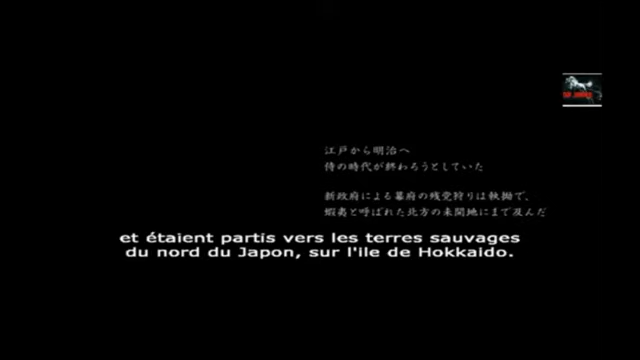 江戸から明治へ
侍の時代が終わろうとしていた
新政府による幕府の残党狩りは執拗で、
蝦夷と呼ばれた北方の未開地にまで及んだ
et étaient partis vers les terres sauvages
du nord du Japon, sur l'ile de Hokkaido.